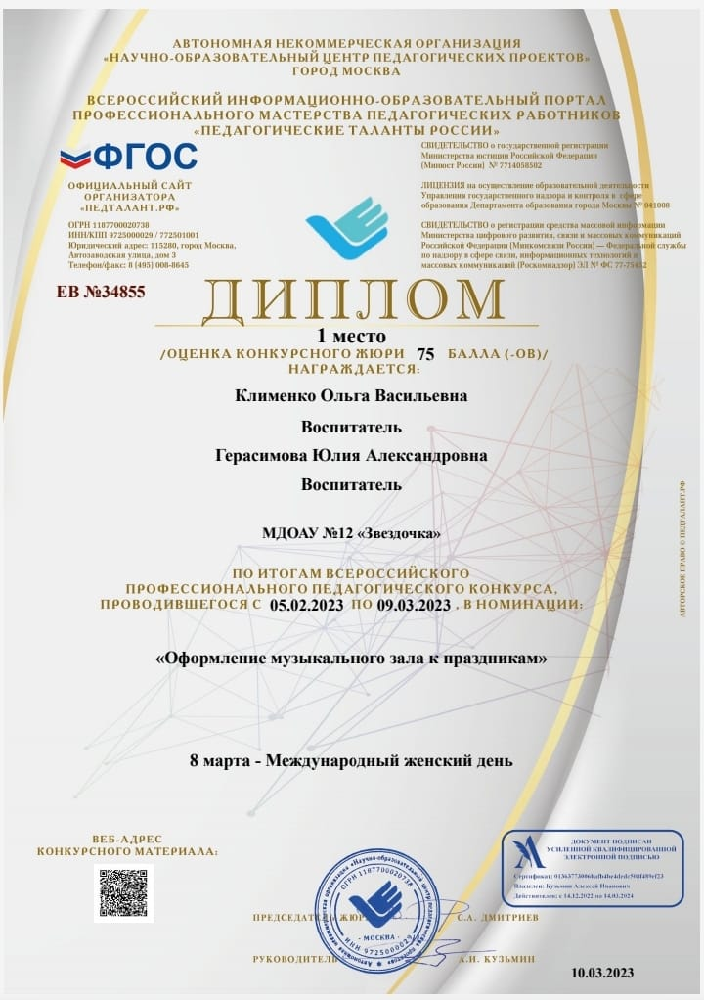 АВТОНОМНАЯ НЕКОММЕРЧЕСКАЯ ОРГАНИЗАЦИЯ
«НАУЧНО-ОБРАЗОВАТЕЛЬНЫЙ ЦЕНТР ПЕДАГОГИЧЕСКИХ ПРОЕКТОВ»
ГОРОД МОСКВА
ВСЕРОССИЙСКИЙ ИНФОРМАЦИОННО-ОБРАЗОВАТЕЛЬНЫЙ ПОРТАЛ
ПРОФЕССИОНАЛЬНОГО МАСТЕРСТВА ПЕДАГОГИЧЕСКИХ РАБОТНИКОВ
«ПЕДАГОГИЧЕСКИЕ ТАЛАНТЫ РОССИИ»
ФГОС
ОФИЦИАЛЬНЫЙ САЙТ
ОРГАНИЗАТОРА
«ПЕДТАЛАНТ.РФ»
ОГРН 1187700020738
ИНН/КПП 9725000029 / 772501001
Юридический адрес: 115280, город Москва,
Автозаводская улица, дом 3
Телефон/факс: 8 (495) 008-8645
СВИДЕТЕЛЬСТВО о государственной регистрации
Министерства юстиции Российской Федерации
(Минюст России) № 7714058502
ЛИЦЕНЗИЯ на осуществление образовательной деятельности
Управления государственного надзора и контроля в сфере
образования Департамента образования города Москвы № 041008
СВИДЕТЕЛЬСТВО о регистрации средства массовой информации
Министерства цифрового развития, связи и массовых коммуникаций
Российской Федерации (Минкомсвязи России) — Федеральной службы
по надзору в сфере связи, информационных технологий и
массовых коммуникаций (Роскомнадзор) ЭЛ № ФС 77-75432
ЕВ №34855
ДИПЛОМ
1 место
/ОЦЕНКА КОНКУРСНОГО ЖЮРИ 75 БАЛЛА (-ОВ)/
НАГРАЖДАЕТСЯ:
Клименко Ольга Васильевна
Воспитатель
Герасимова Юлия Александровна
Воспитатель
МДОАУ №12 «Звездочка»
ПО ИТОГАМ ВСЕРОССИЙСКОГО
ПРОФЕССИОНАЛЬНОГО ПЕДАГОГИЧЕСКОГО КОНКУРСА,
ПРОВОДИВШЕГОСЯ С 05.02.2023 ПО 09.03.2023 , В НОМИНАЦИИ:
«Оформление музыкального зала к праздникам»
8 марта - Международный женский день
АВТОРСКОЕ ПРАВО © ПЕДТАЛАНТ.РФ
ВЕБ-АДРЕС
КОНКУРСНОГО МАТЕРИАЛА:
ДОКУМЕНТ ПОДПИСАН
УСИЛЕННОЙ КВАЛИФИЦИРОВАННОЙ
ЭЛЕКТРОННОЙ ПОДПИСЬЮ
Сертификат:
Владелец: Кузьмин Алексей Иванович
Действителен: с 14.12.2022 по 14.03.2024
ПРЕДСЕДАТЕЛЬ ЖЮРИ С.А. ДМИТРИЕВ
РУКОВОДИТЕЛЬ А.И. КУЗЬМИН
ОГРН 1187700020738
· МОСКВА ·
ИНН 9725000029
10.03.2023